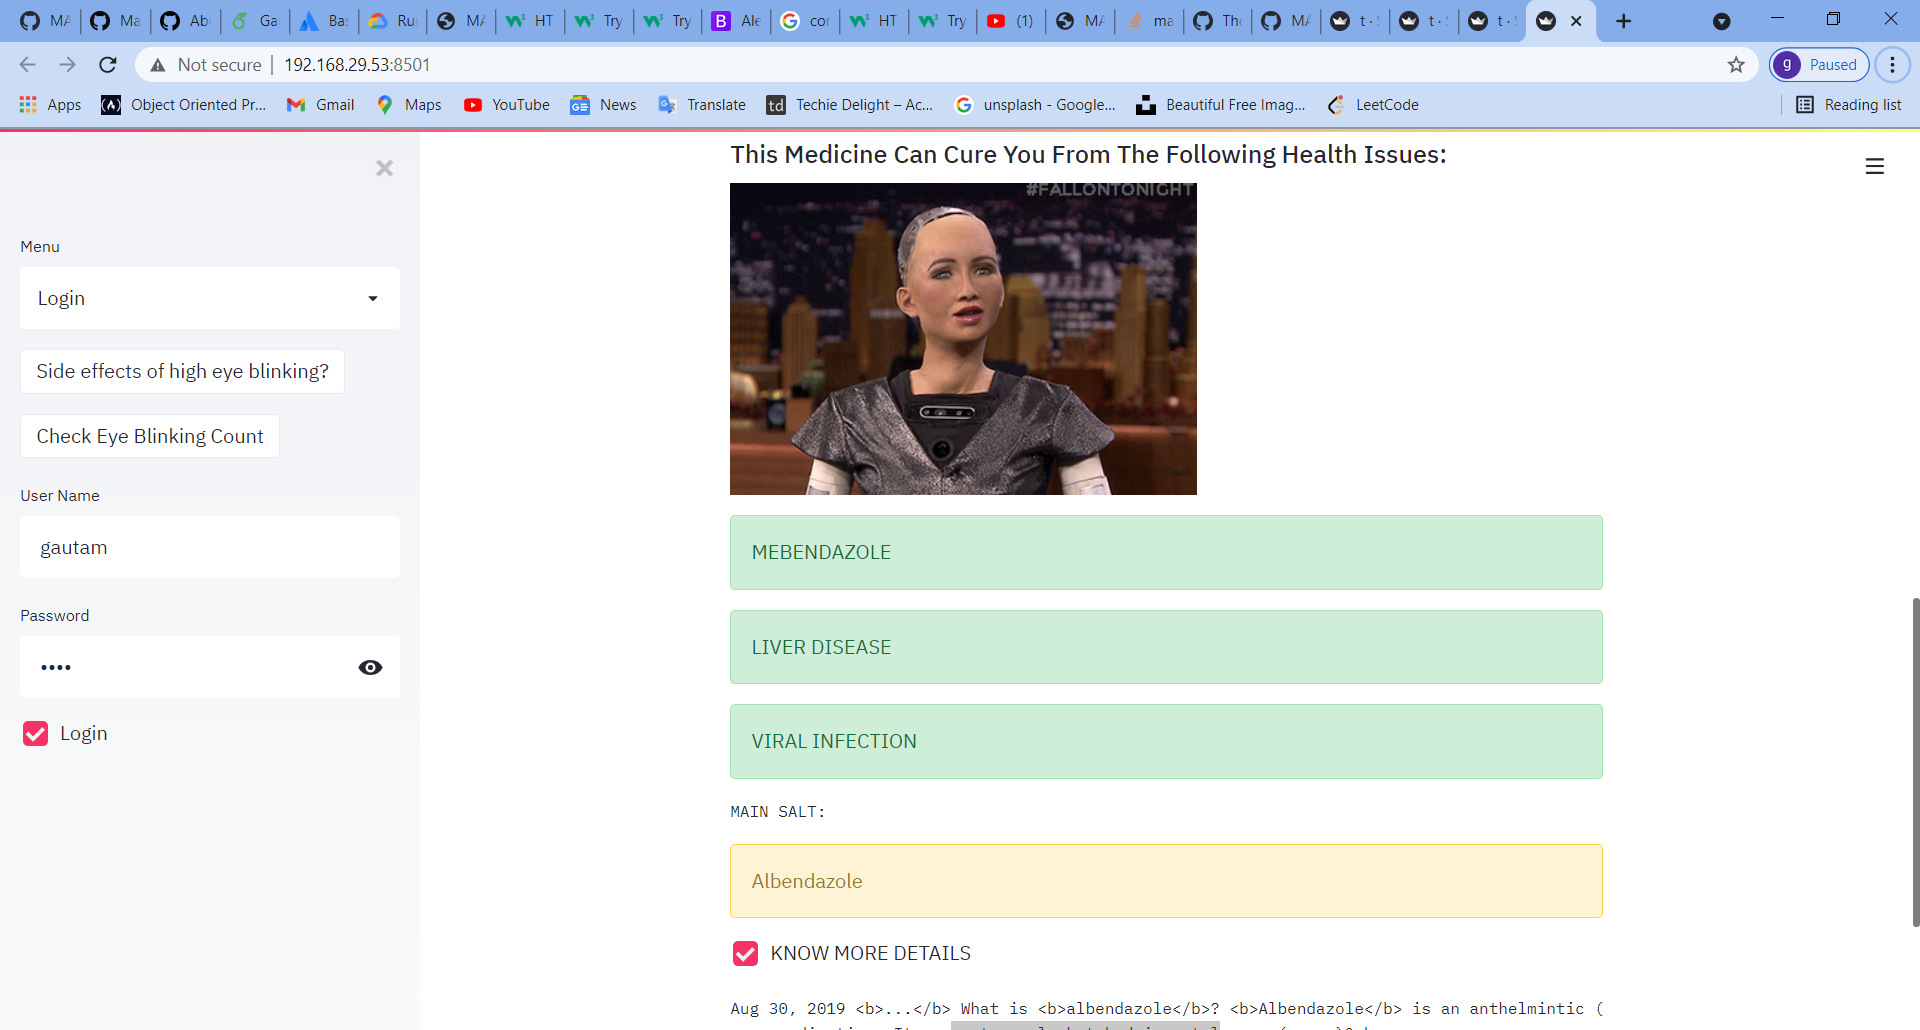 MA
Ma
Ab
Ga
Bas
Ru
MA
HT
Try
Try
Ale
cor
HT
Try
(1)
MA
ma
The
MA
t · S
t · S
t · S
Not secure | 192.168.29.53:8501
g Paused
Apps
Object Oriented Pr...
Gmail
Maps
YouTube
News
Translate
td Techie Delight – Ac...
unsplash - Google...
Beautiful Free Imag...
LeetCode
Reading list
Menu
Login
Side effects of high eye blinking?
Check Eye Blinking Count
User Name
gautam
Password
••••
Login
This Medicine Can Cure You From The Following Health Issues:
#FALLONTONIGHT
MEBENDAZOLE
LIVER DISEASE
VIRAL INFECTION
MAIN SALT:
Albendazole
KNOW MORE DETAILS
Aug 30, 2019 <b>...</b> What is <b>albendazole</b>? <b>Albendazole</b> is an anthelmintic (